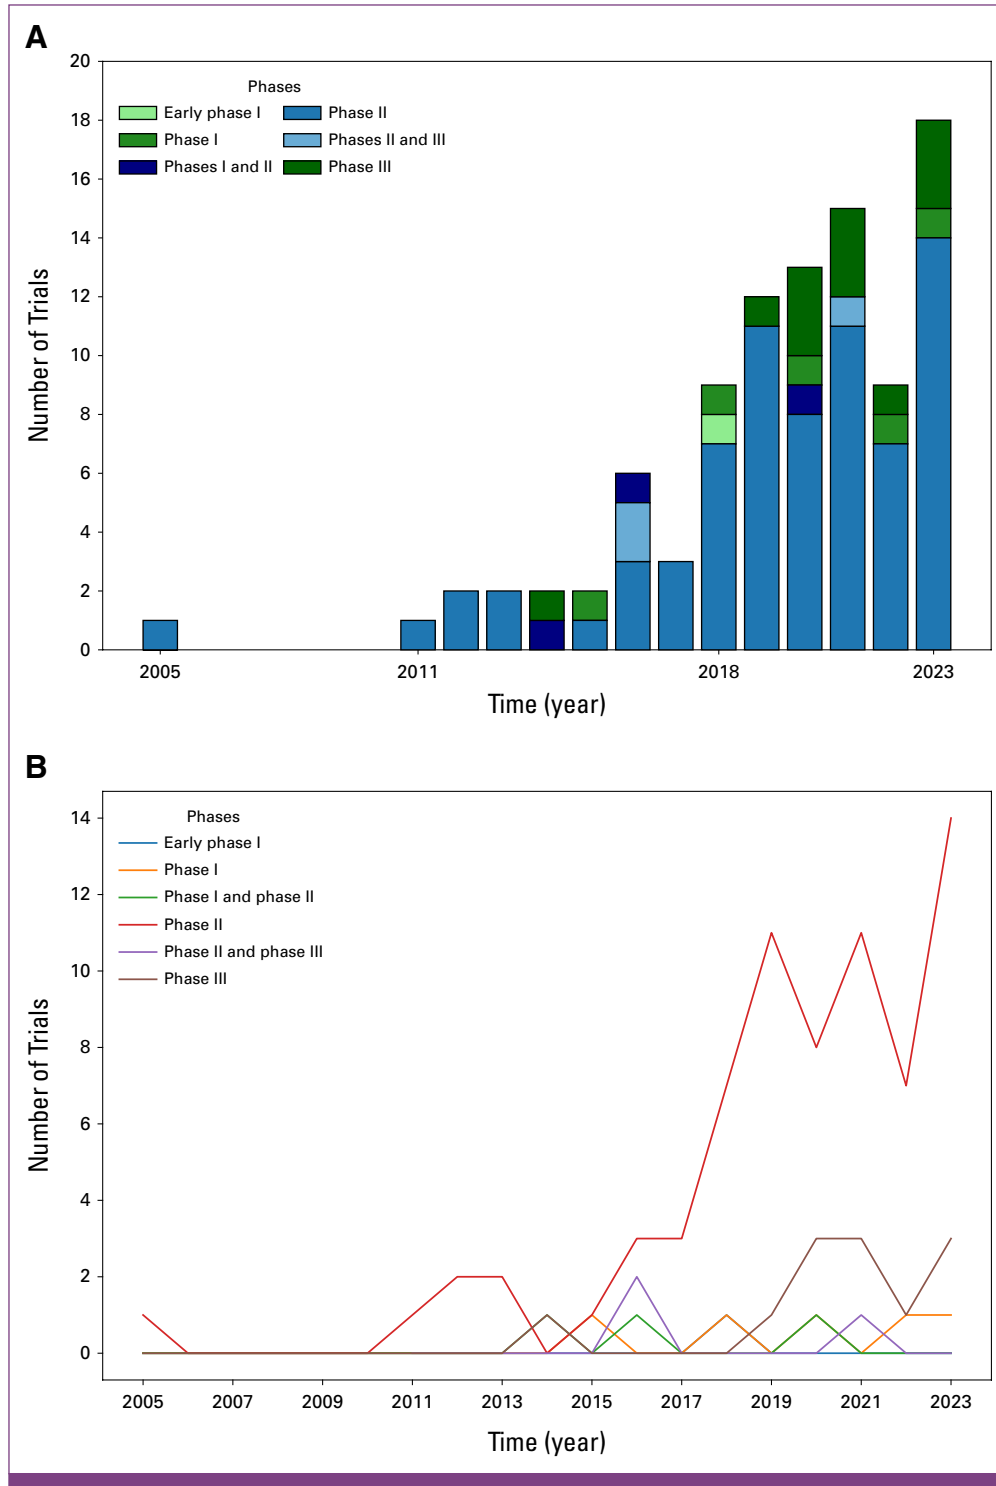 A
20
18
16
14
12
10
8
6
4
2
0
Number of Trials
Phases
Early phase I
Phase I
Phases I and II
Phase II
Phases II and III
Phase III
2005 2011 2018 2023
Time (year)
B
14
12
10
8
6
4
2
0
Number of Trials
Phases
Early phase I
Phase I
Phase I and phase II
Phase II
Phase II and phase III
Phase III
2005 2007 2009 2011 2013 2015 2017 2019 2021 2023
Time (year)